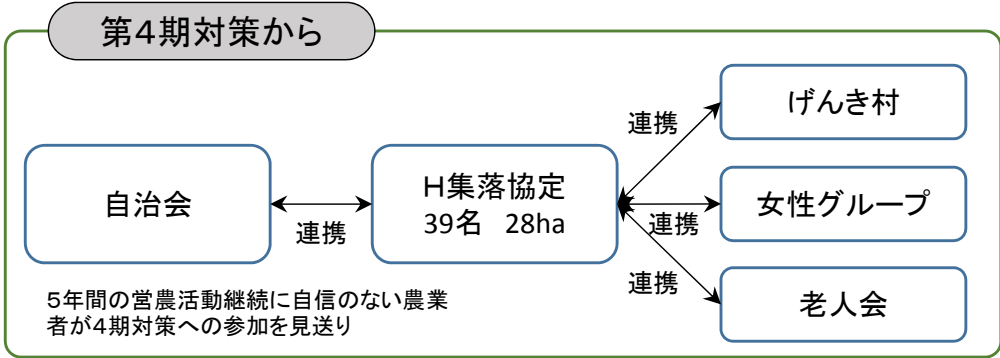 第4期対策から
げんき村
連携
自治会
連携
H集落協定
39名 28ha
連携
女性グループ
連携
老人会
5年間の営農活動継続に自信のない農業
者が4期対策への参加を見送り